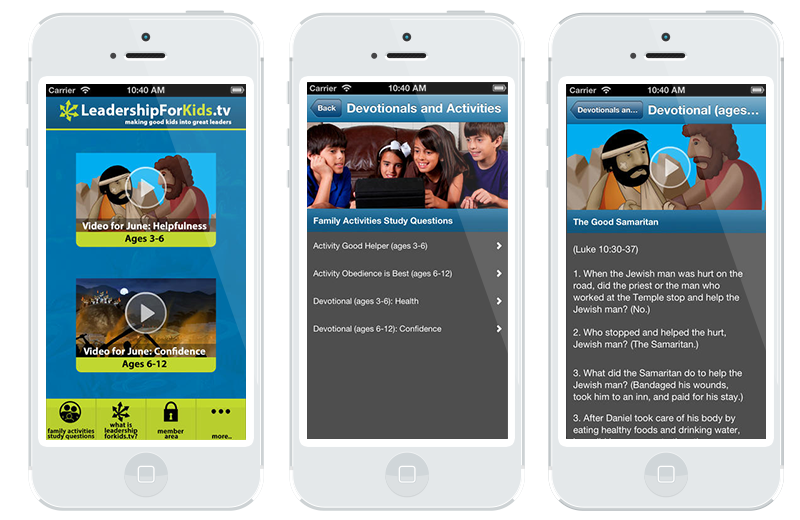 Carrier 10:40 AM
LeadershipForKids.tv
making good kids into great leaders
Video for June: Helpfulness
Ages 3-6
Video for June: Confidence
Ages 6-12
family activities
study questions
what is
leadership
forkids.tv?
member
area
more..
Carrier 10:40 AM
Back Devotionals and Activities
Family Activities Study Questions
Activity Good Helper (ages 3-6)
Activity Obedience is Best (ages 6-12)
Devotional (ages 3-6): Health
Devotional (ages 6-12): Confidence
Carrier 10:40 AM
Devotionals an... Devotional (ages...
The Good Samaritan
(Luke 10:30-37)
1. When the Jewish man was hurt on the
road, did the priest or the man who
worked at the Temple stop and help the
Jewish man? (No.)
2. Who stopped and helped the hurt,
Jewish man? (The Samaritan.)
3. What did the Samaritan do to help the
Jewish man? (Bandaged his wounds,
took him to an inn, and paid for his stay.)
3. After Daniel took care of his body by
eating healthy foods and drinking water,